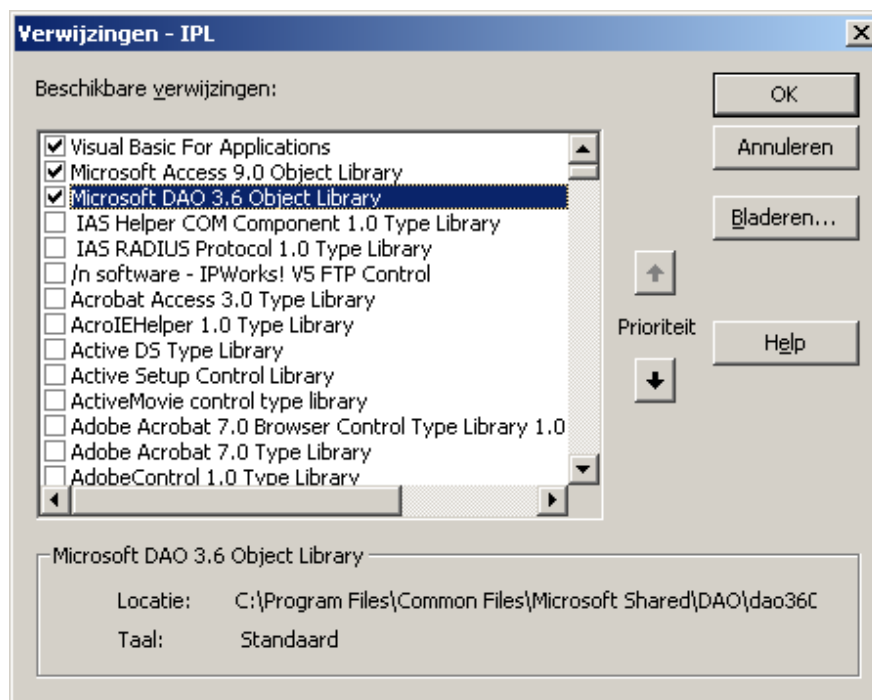 Verwijzingen - IPL
Beschikbare verwijzingen:
Visual Basic For Applications
Microsoft Access 9.0 Object Library
Microsoft DAO 3.6 Object Library
IAS Helper COM Component 1.0 Type Library
IAS RADIUS Protocol 1.0 Type Library
/n software - IPWorks! V5 FTP Control
Acrobat Access 3.0 Type Library
AcroIEHelper 1.0 Type Library
Active DS Type Library
Active Setup Control Library
ActiveMovie control type library
Adobe Acrobat 7.0 Browser Control Type Library 1.0
Adobe Acrobat 7.0 Type Library
AdobeControl 1.0 Type Library
Prioriteit
OK
Annuleren
Bladeren...
Help
Microsoft DAO 3.6 Object Library
Locatie: C:\Program Files\Common Files\Microsoft Shared\DAO\dao360
Taal: Standaard